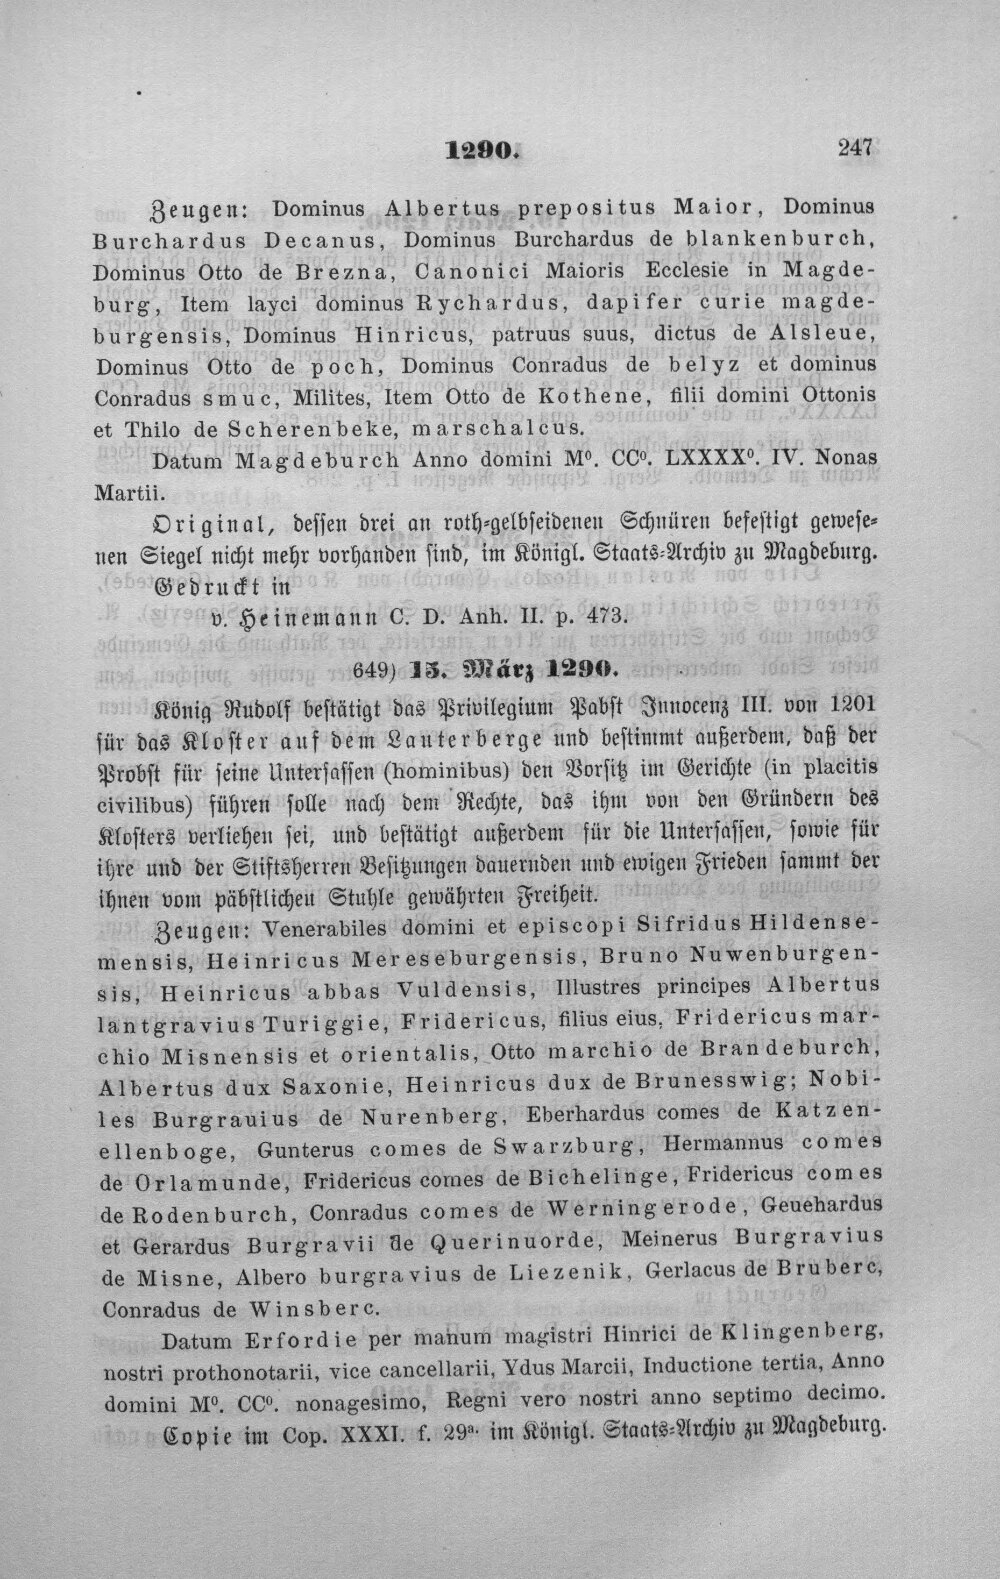 1290.
247
Zeugen: Dominus Albertus prepositus Maior, Dominus
Burchardus Decanus, Dominus Burchardus de blankenburch,
Dominus Otto de Brezna, Canonici Maioris Ecclesie in Magde-
burg, Item layci dominus Rychardus, dapifer curie magde-
burgensis, Dominus Hinricus, patruus suus, dictus de Alsleue,
Dominus Otto de poch, Dominus Conradus de belyz et dominus
Conradus smuc, Milites, Item Otto de Kothene, filii domini Ottonis
et Thilo de Scherenbeke, marschalcus.
Datum Magdeburch Anno domini Mº. CCº. LXXXXº. IV. Nonas
Martii.
Original, dessen drei an roth-gelbseidenen Schnüren befestigt gewese-
nen Siegel nicht mehr vorhanden sind, im Königl. Staats-Archiv zu Magdeburg.
Gedruckt in
v. Heinemann C. D. Anh. II. p. 473.
649) 15. März 1290.
König Rudolf bestätigt das Privilegium Pabst Innocenz III. von 1201
für das Kloster auf dem Lauterberge und bestimmt außerdem, daß der
Probst für seine Untersassen (hominibus) den Vorsitz im Gerichte (in placitis
civilibus) führen solle nach dem Rechte, das ihm von den Gründern des
Klosters verliehen sei, und bestätigt außerdem für die Untersassen, sowie für
ihre und der Stiftsherren Besitzungen dauernden und ewigen Frieden sammt der
ihnen vom päbstlichen Stuhle gewährten Freiheit.
Zeugen: Venerabiles domini et episcopi Sifridus Hildense-
mensis, Heinricus Mereseburgensis, Bruno Nuwenburgen-
sis, Heinricus abbas Vuldensis, Illustres principes Albertus
lantgravius Turiggie, Fridericus, filius eius, Fridericus mar-
chio Misnensis et orientalis, Otto marchio de Brandeburch,
Albertus dux Saxonie, Heinricus dux de Brunesswig; Nobi-
les Burgrauius de Nurenberg, Eberhardus comes de Katzen-
ellenboge, Gunterus comes de Swarzburg, Hermannus comes
de Orlamunde, Fridericus comes de Bichelinge, Fridericus comes
de Rodenburch, Conradus comes de Werningerode, Geuehardus
et Gerardus Burgravii de Querinuorde, Meinerus Burgravius
de Misne, Albero burgravius de Liezenik, Gerlacus de Bruberc,
Conradus de Winsberc.
Datum Erfordie per manum magistri Hinrici de Klingenberg,
nostri prothonotarii, vice cancellarii, Ydus Marcii, Inductione tertia, Anno
domini Mº. CCº. nonagesimo, Regni vero nostri anno septimo decimo.
Copie im Cop. XXXI. f. 29ª. im Königl. Staats-Archiv zu Magdeburg.